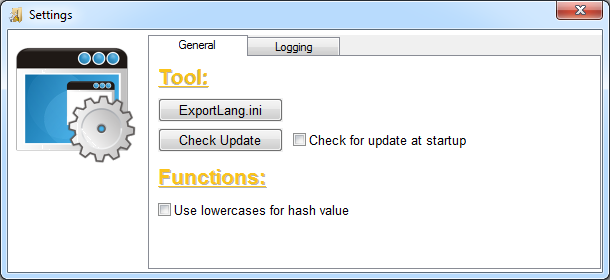 Settings
General Logging
Tool:
ExportLang.ini
Check Update Check for update at startup
Functions:
Use lowercases for hash value